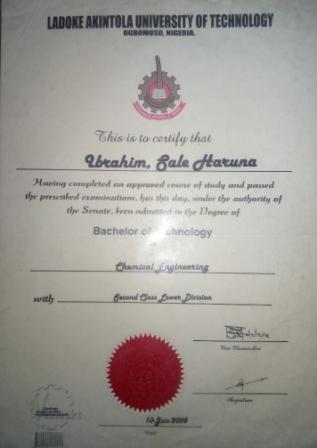 LADOKE AKINTOLA UNIVERSITY OF TECHNOLOGY
OGBOMOSO, NIGERIA.
This is to certify that
Ibrahim, Sale Haruna
Having completed an approved course of study and passed
the prescribed examinations, has this day, under the authority of
the Senate, been admitted to the Degree of
Bachelor of Technology
Chemical Engineering
with Second Class Lower Division
Vice Chancellor
Registrar
Date